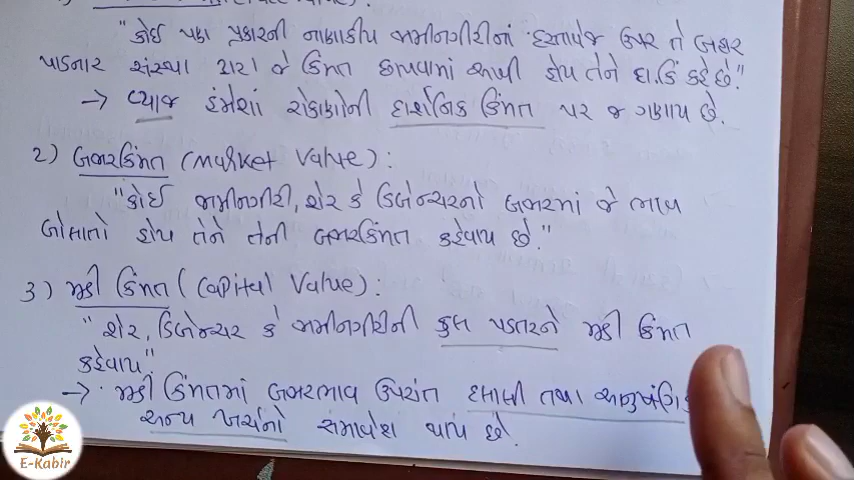 "કોઈ પણ પ્રકારની નાણાકીય જામીનગીરીનાં દસ્તાવેજ ઉપર તે બહાર
પાડનાર સંસ્થા દ્વારા જે કિંમત છાપવામાં આવી હોય તેને દા.કિં કહે છે."
→ વ્યાજ હંમેશાં રોકાણોની દાર્શનિક કિંમત પર જ ગણાય છે.
2) બજારકિંમત (Market Value) :
"કોઈ જામીનગીરી, શેર કે ડિબેન્ચરનો બજારમાં જે ભાવ
બોલાતો હોય તેને તેની બજારકિંમત કહેવાય છે."
3) મૂડી કિંમત (Capital Value) :
"શેર, ડિબેન્ચર કે જામીનગીરીની કુલ પડતરને મૂડી કિંમત
કહેવાય".
→ મૂડી કિંમતમાં બજારભાવ ઉપરાંત દલાલી તથા આનુષંગિક
અન્ય ખર્ચનો સમાવેશ થાય છે.
E-Kabir